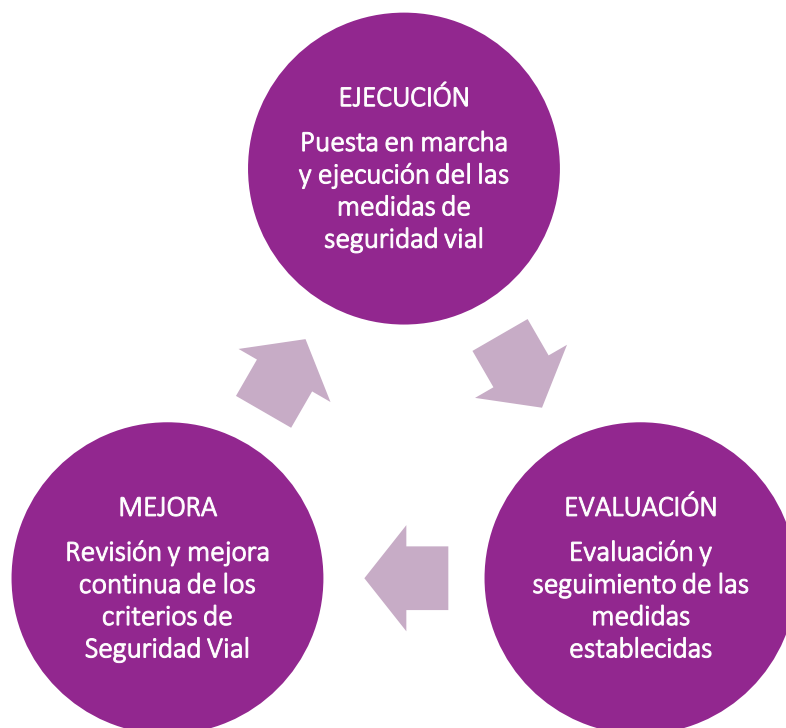 EJECUCIÓN
Puesta en marcha
y ejecución del las
medidas de
seguridad vial
MEJORA
Revisión y mejora
continua de los
criterios de
Seguridad Vial
EVALUACIÓN
Evaluación y
seguimiento de las
medidas
establecidas